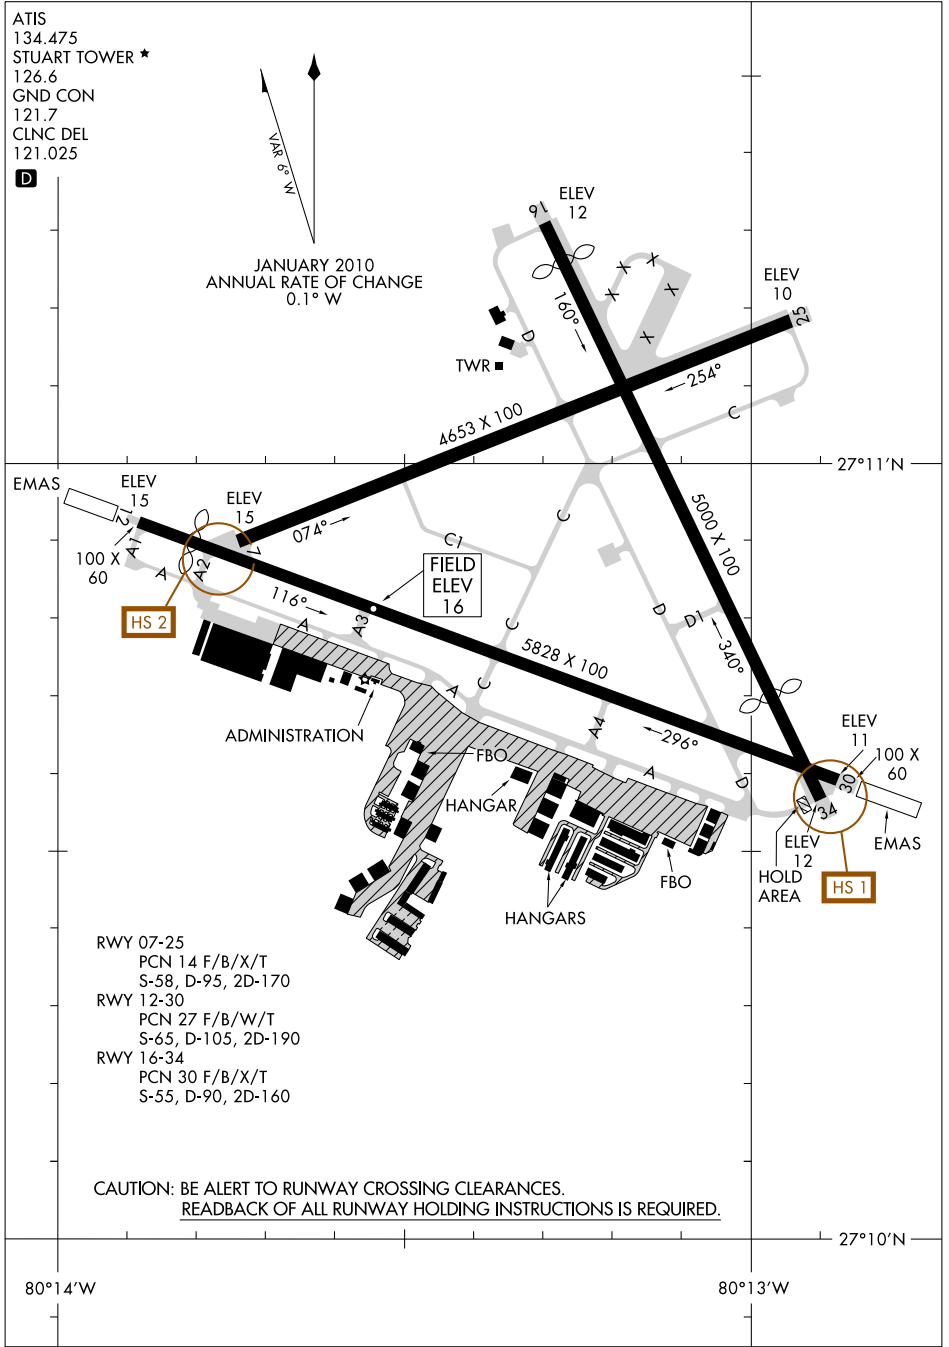 ATIS
134.475
STUART TOWER ★
126.6
GND CON
121.7
CLNC DEL
121.025
D
VAR 6° W
JANUARY 2010
ANNUAL RATE OF CHANGE
0.1° W
16
ELEV
12
160°
X
X
X
X
X
ELEV
10
25
D
TWR
254°
C
4653 X 100
27°11'N
EMAS
ELEV
15
12
ELEV
15
7
074°
A1
100 X
60
A
A2
HS 2
116°
C1
C
FIELD
ELEV
16
5000 X 100
A
A3
C
D
D1
340°
5828 X 100
ADMINISTRATION
A
C
A4
296°
ELEV
11
100 X
60
30
FBO
HANGAR
A
D
34
ELEV
12
HOLD
AREA
EMAS
HS 1
HANGARS
FBO
RWY 07-25
PCN 14 F/B/X/T
S-58, D-95, 2D-170
RWY 12-30
PCN 27 F/B/W/T
S-65, D-105, 2D-190
RWY 16-34
PCN 30 F/B/X/T
S-55, D-90, 2D-160
CAUTION: BE ALERT TO RUNWAY CROSSING CLEARANCES.
READBACK OF ALL RUNWAY HOLDING INSTRUCTIONS IS REQUIRED.
27°10'N
80°14'W
80°13'W